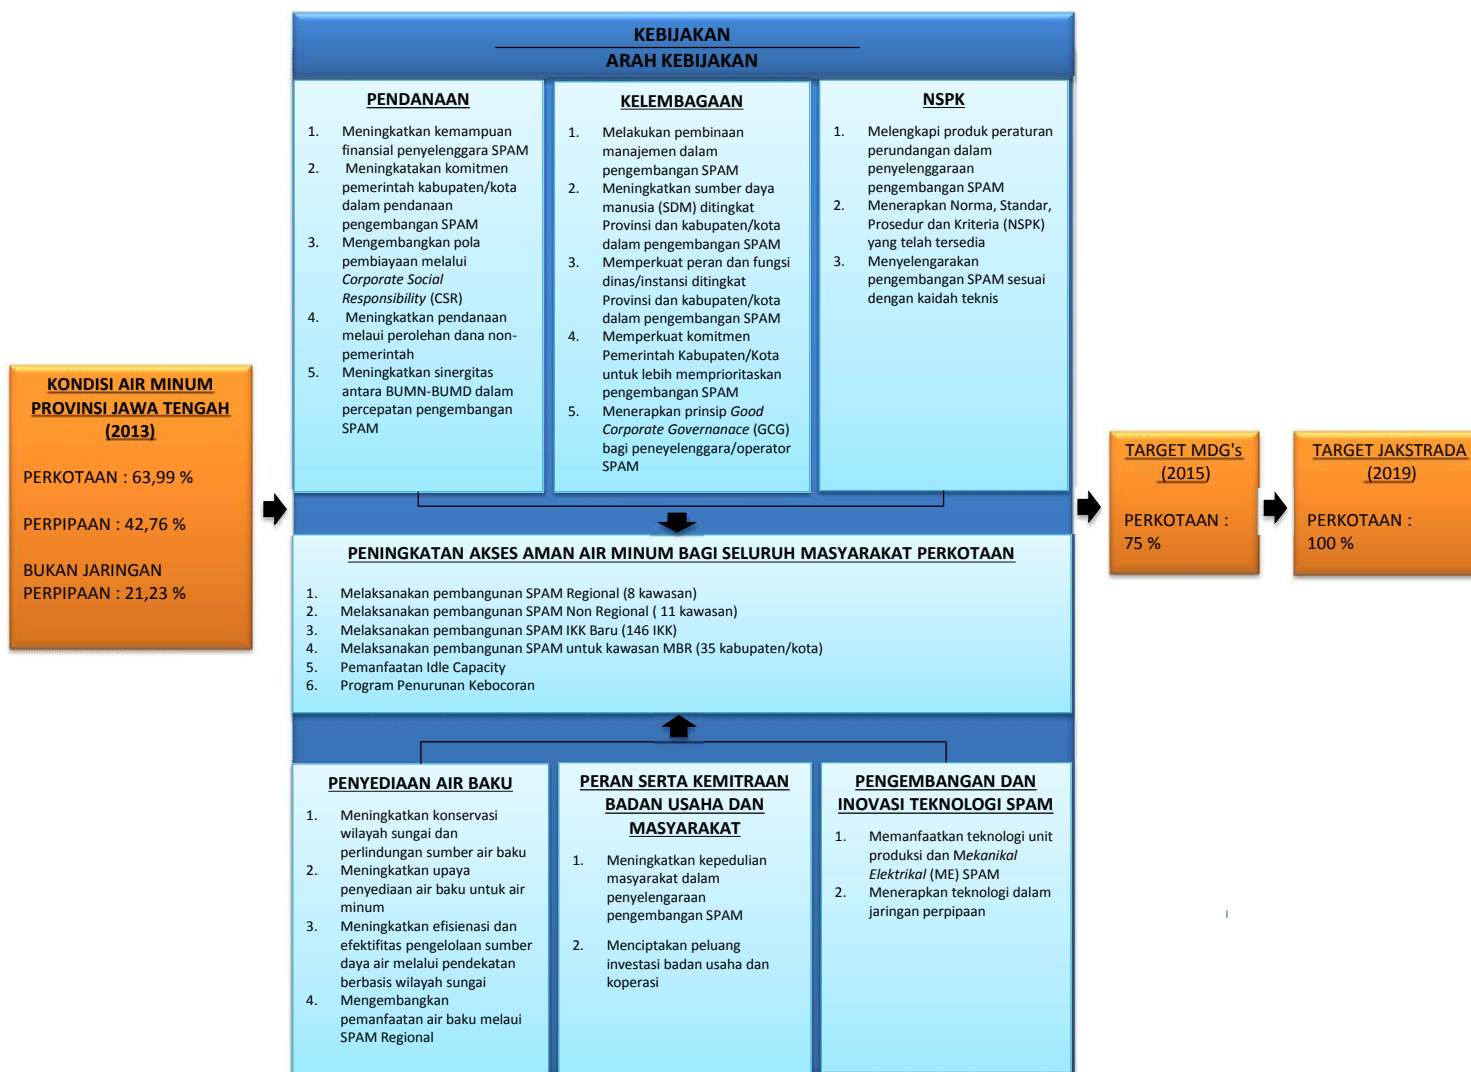 KEBIJAKAN
ARAH KEBIJAKAN
PENDANAAN
1. Meningkatkan kemampuan
finansial penyelenggara SPAM
2. Meningkatakan komitmen
pemerintah kabupaten/kota
dalam pendanaan
pengembangan SPAM
3. Mengembangkan pola
pembiayaan melalui
Corporate Social
Responsibility (CSR)
4. Meningkatkan pendanaan
melaui perolehan dana non-
pemerintah
5. Meningkatkan sinergitas
antara BUMN-BUMD dalam
percepatan pengembangan
SPAM
KELEMBAGAAN
1. Melakukan pembinaan
manajemen dalam
pengembangan SPAM
2. Meningkatkan sumber daya
manusia (SDM) ditingkat
Provinsi dan kabupaten/kota
dalam pengembangan SPAM
3. Memperkuat peran dan fungsi
dinas/instansi ditingkat
Provinsi dan kabupaten/kota
dalam pengembangan SPAM
4. Memperkuat komitmen
Pemerintah Kabupaten/Kota
untuk lebih memprioritaskan
pengembangan SPAM
5. Menerapkan prinsip Good
Corporate Governanace (GCG)
bagi peneyelenggara/operator
SPAM
NSPK
1. Melengkapi produk peraturan
perundangan dalam
penyelenggaraan
pengembangan SPAM
2. Menerapkan Norma, Standar,
Prosedur dan Kriteria (NSPK)
yang telah tersedia
3. Menyelengarakan
pengembangan SPAM sesuai
dengan kaidah teknis
KONDISI AIR MINUM
PROVINSI JAWA TENGAH
(2013)
PERKOTAAN : 63,99 %
PERPIPAAN : 42,76 %
BUKAN JARINGAN
PERPIPAAN : 21,23 %
PENINGKATAN AKSES AMAN AIR MINUM BAGI SELURUH MASYARAKAT PERKOTAAN
1. Melaksanakan pembangunan SPAM Regional (8 kawasan)
2. Melaksanakan pembangunan SPAM Non Regional ( 11 kawasan)
3. Melaksanakan pembangunan SPAM IKK Baru (146 IKK)
4. Melaksanakan pembangunan SPAM untuk kawasan MBR (35 kabupaten/kota)
5. Pemanfaatan Idle Capacity
6. Program Penurunan Kebocoran
TARGET MDG's
(2015)
PERKOTAAN :
75 %
TARGET JAKSTRADA
(2019)
PERKOTAAN :
100 %
PENYEDIAAN AIR BAKU
1. Meningkatkan konservasi
wilayah sungai dan
perlindungan sumber air baku
2. Meningkatkan upaya
penyediaan air baku untuk air
minum
3. Meningkatkan efisienasi dan
efektifitas pengelolaan sumber
daya air melalui pendekatan
berbasis wilayah sungai
4. Mengembangkan
pemanfatan air baku melaui
SPAM Regional
PERAN SERTA KEMITRAAN
BADAN USAHA DAN
MASYARAKAT
1. Meningkatkan kepedulian
masyarakat dalam
penyelengaraan
pengembangan SPAM
2. Menciptakan peluang
investasi badan usaha dan
koperasi
PENGEMBANGAN DAN
INOVASI TEKNOLOGI SPAM
1. Memanfaatkan teknologi unit
produksi dan Mekanikal
Elektrikal (ME) SPAM
2. Menerapkan teknologi dalam
jaringan perpipaan